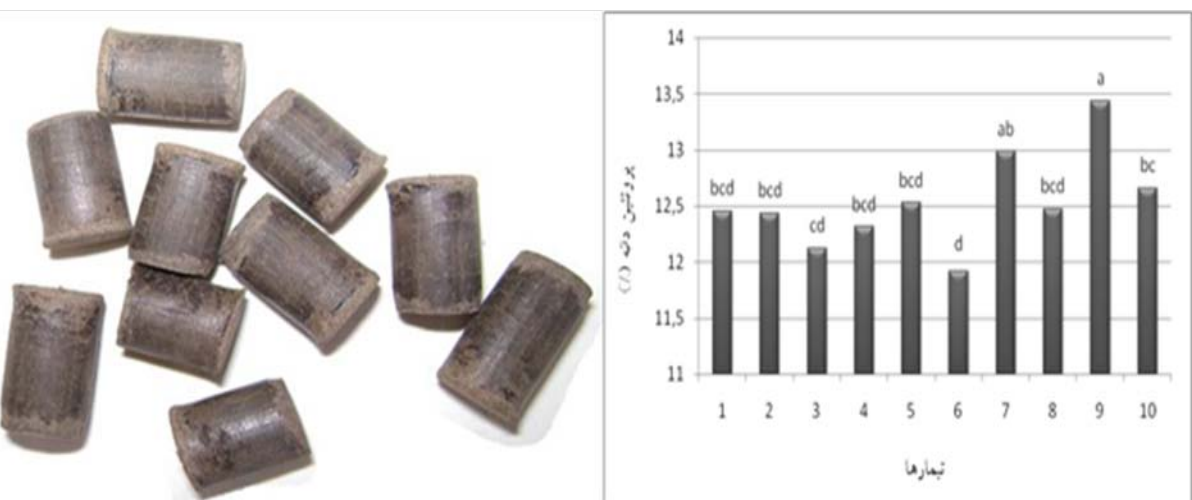 14
13,5
13
12,5
12
11,5
11
پروتئین دانه (٪)
bcd
bcd
cd
bcd
bcd
d
ab
bcd
a
bc
1 2 3 4 5 6 7 8 9 10
تیمارها